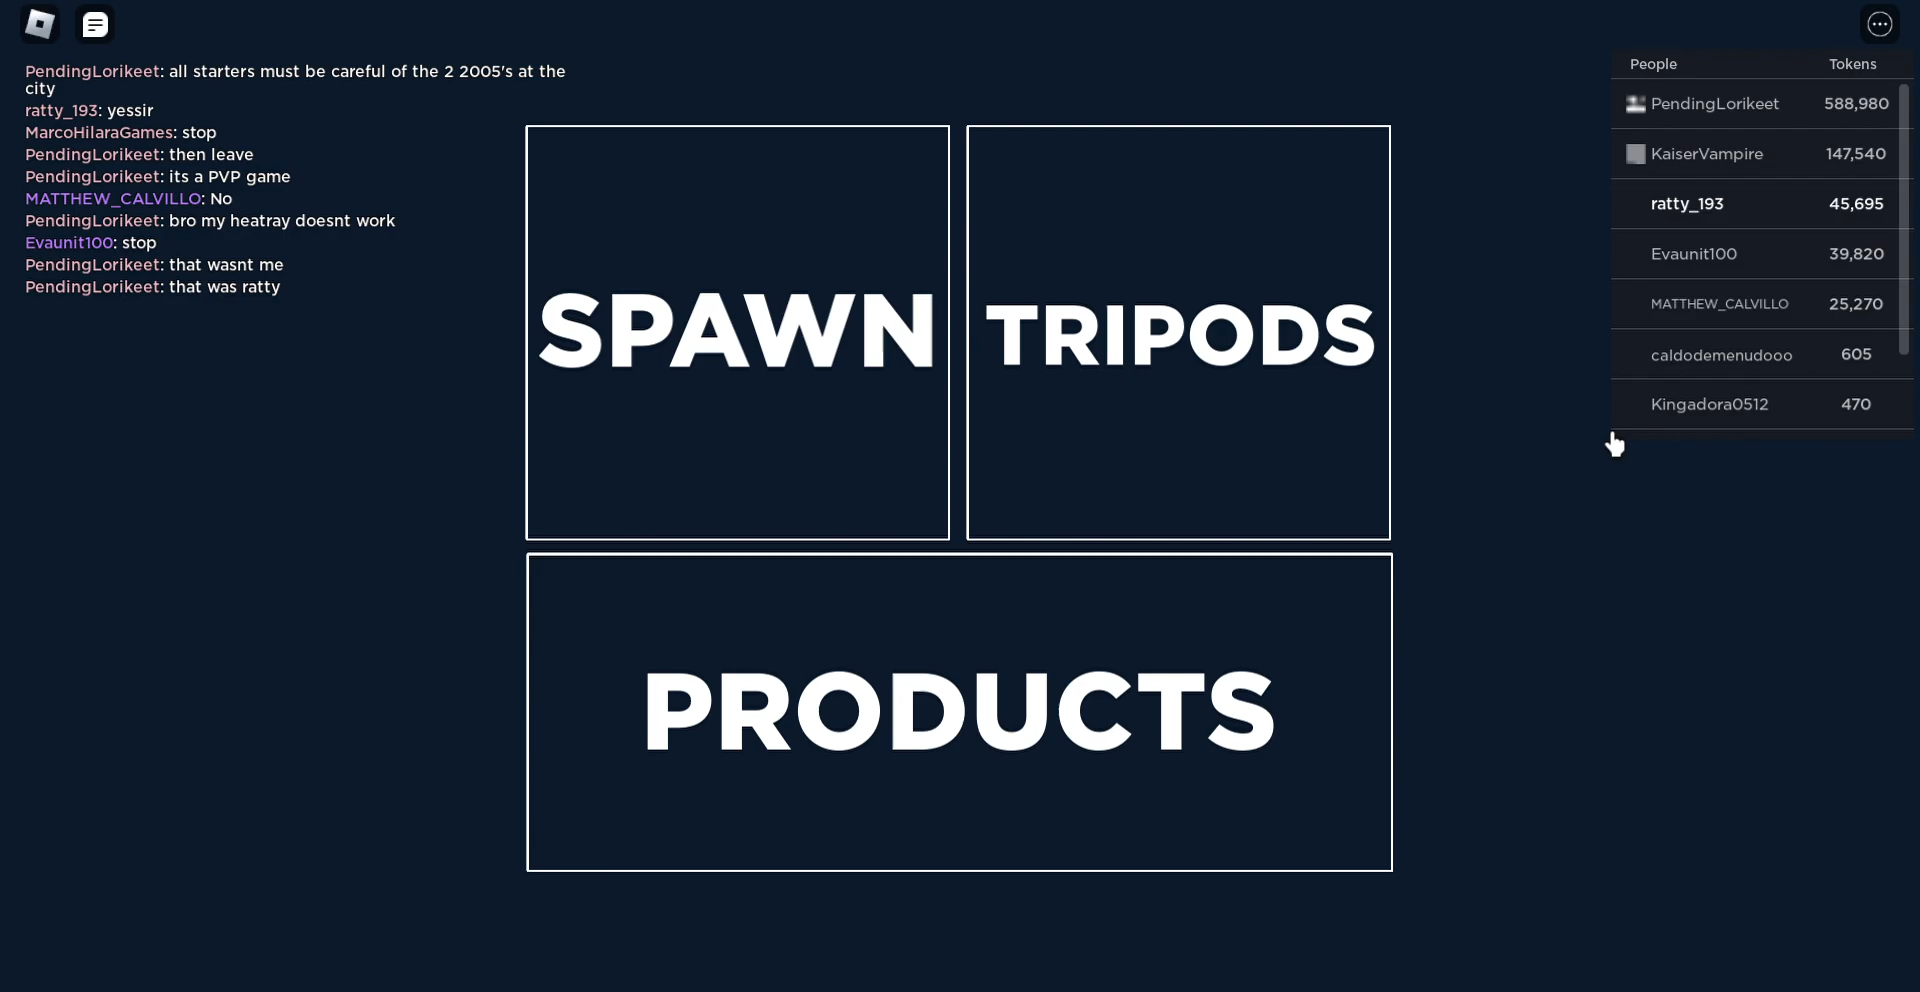 PendingLorikeet: all starters must be careful of the 2 2005's at the
city
ratty_193: yessir
MarcoHilaraGames: stop
PendingLorikeet: then leave
PendingLorikeet: its a PVP game
MATTHEW_CALVILLO: No
PendingLorikeet: bro my heatray doesnt work
Evaunit100: stop
PendingLorikeet: that wasnt me
PendingLorikeet: that was ratty
SPAWN
TRIPODS
PRODUCTS
People Tokens
PendingLorikeet 588,980
KaiserVampire 147,540
ratty_193 45,695
Evaunit100 39,820
MATTHEW_CALVILLO 25,270
caldodemenudooo 605
Kingadora0512 470